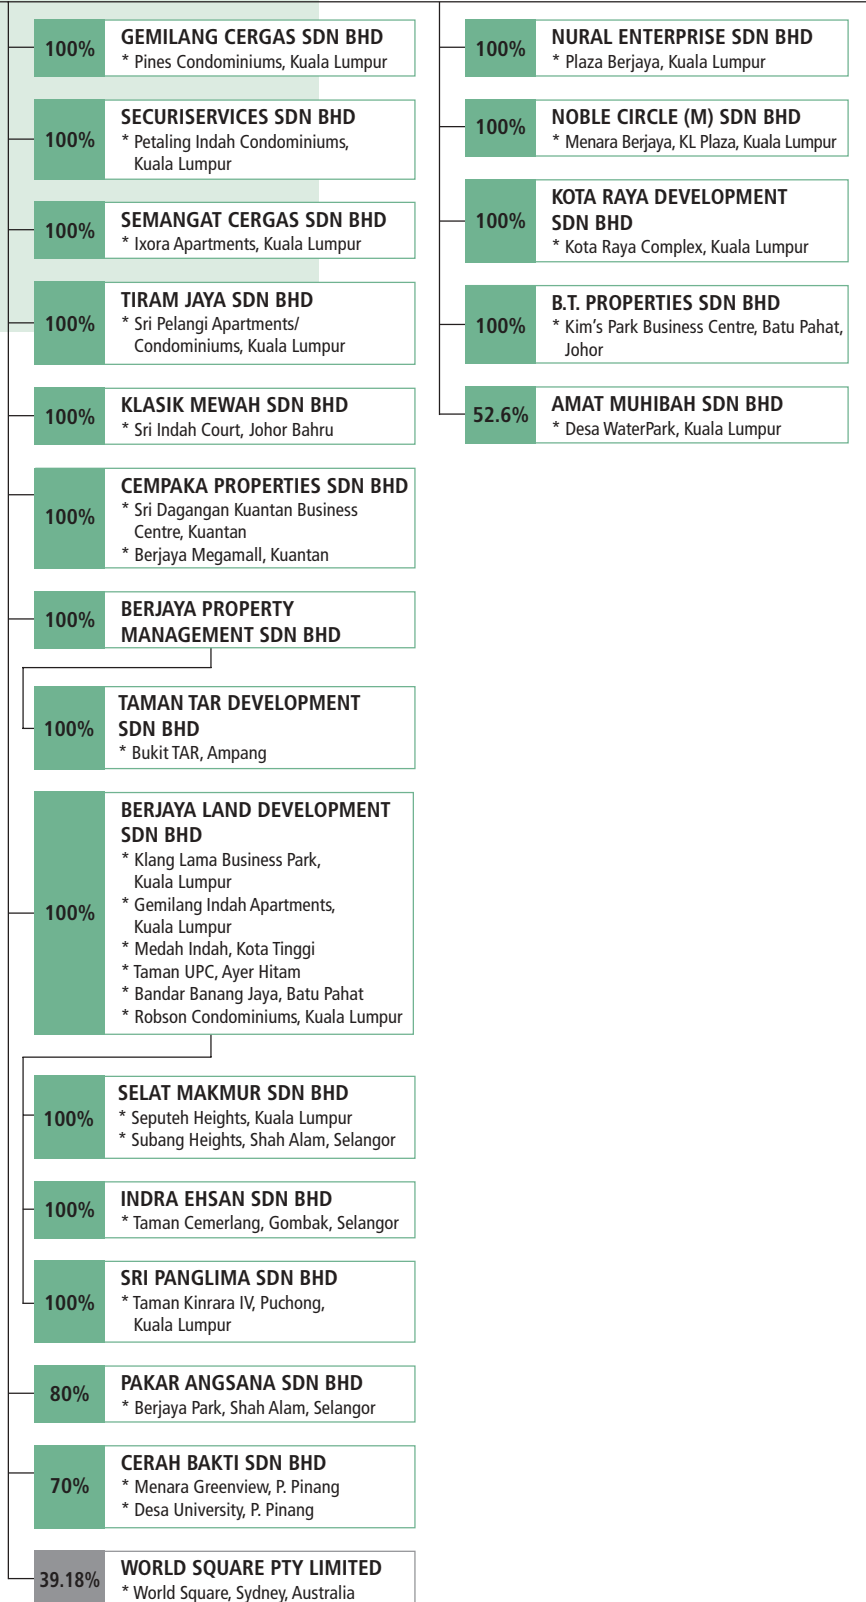 100%
GEMILANG CERGAS SDN BHD
* Pines Condominiums, Kuala Lumpur
100%
SECURISERVICES SDN BHD
* Petaling Indah Condominiums,
Kuala Lumpur
100%
SEMANGAT CERGAS SDN BHD
* Ixora Apartments, Kuala Lumpur
100%
TIRAM JAYA SDN BHD
* Sri Pelangi Apartments/
Condominiums, Kuala Lumpur
100%
KLASIK MEWAH SDN BHD
* Sri Indah Court, Johor Bahru
100%
CEMPAKA PROPERTIES SDN BHD
* Sri Dagangan Kuantan Business
Centre, Kuantan
* Berjaya Megamall, Kuantan
100%
BERJAYA PROPERTY
MANAGEMENT SDN BHD
100%
TAMAN TAR DEVELOPMENT
SDN BHD
* Bukit TAR, Ampang
100%
BERJAYA LAND DEVELOPMENT
SDN BHD
* Klang Lama Business Park,
Kuala Lumpur
* Gemilang Indah Apartments,
Kuala Lumpur
* Medah Indah, Kota Tinggi
* Taman UPC, Ayer Hitam
* Bandar Banang Jaya, Batu Pahat
* Robson Condominiums, Kuala Lumpur
100%
SELAT MAKMUR SDN BHD
* Seputeh Heights, Kuala Lumpur
* Subang Heights, Shah Alam, Selangor
100%
INDRA EHSAN SDN BHD
* Taman Cemerlang, Gombak, Selangor
100%
SRI PANGLIMA SDN BHD
* Taman Kinrara IV, Puchong,
Kuala Lumpur
80%
PAKAR ANGSANA SDN BHD
* Berjaya Park, Shah Alam, Selangor
70%
CERAH BAKTI SDN BHD
* Menara Greenview, P. Pinang
* Desa University, P. Pinang
39.18%
WORLD SQUARE PTY LIMITED
* World Square, Sydney, Australia
100%
NURAL ENTERPRISE SDN BHD
* Plaza Berjaya, Kuala Lumpur
100%
NOBLE CIRCLE (M) SDN BHD
* Menara Berjaya, KL Plaza, Kuala Lumpur
100%
KOTA RAYA DEVELOPMENT
SDN BHD
* Kota Raya Complex, Kuala Lumpur
100%
B.T. PROPERTIES SDN BHD
* Kim's Park Business Centre, Batu Pahat,
Johor
52.6%
AMAT MUHIBAH SDN BHD
* Desa WaterPark, Kuala Lumpur